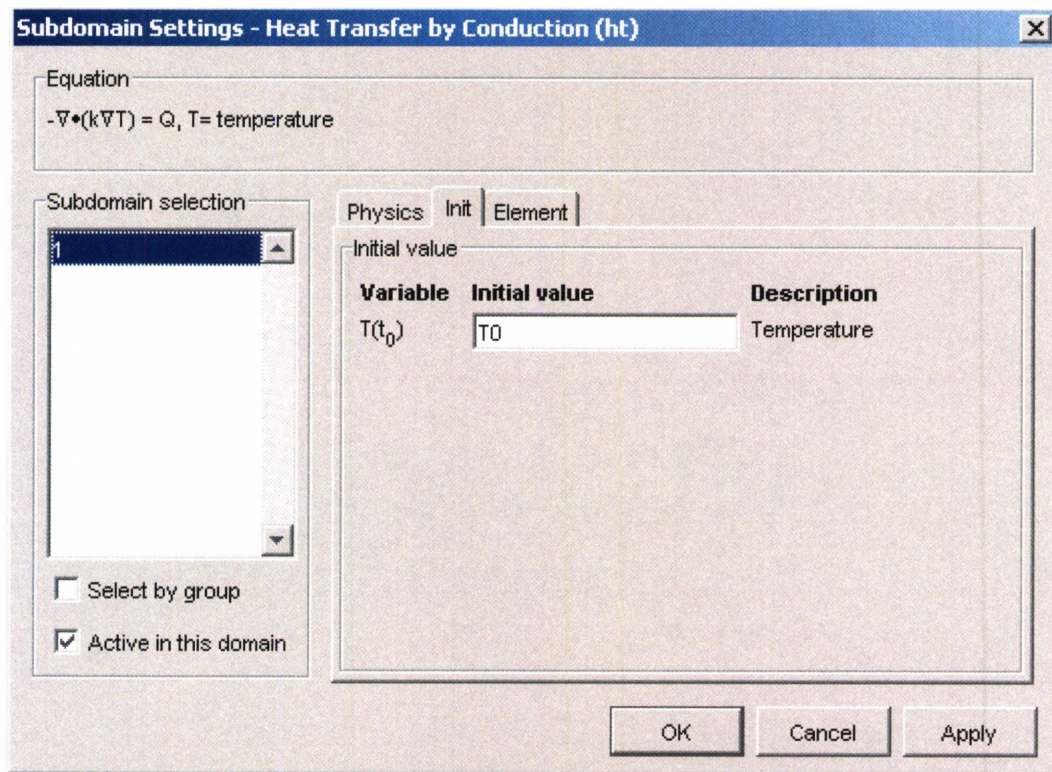 Subdomain Settings - Heat Transfer by Conduction (ht)
Equation
-∇•(k∇T) = Q, T= temperature
Subdomain selection
1
Select by group
Active in this domain
Physics Init Element
Initial value
Variable Initial value Description
T(t₀) T0 Temperature
OK Cancel Apply